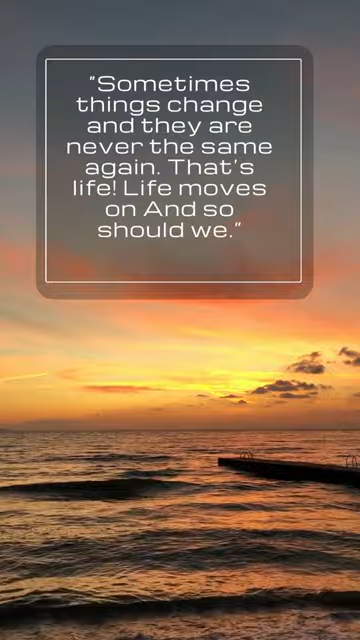 "Sometimes
things change
and they are
never the same
again. That's
life! Life moves
on And so
should we."